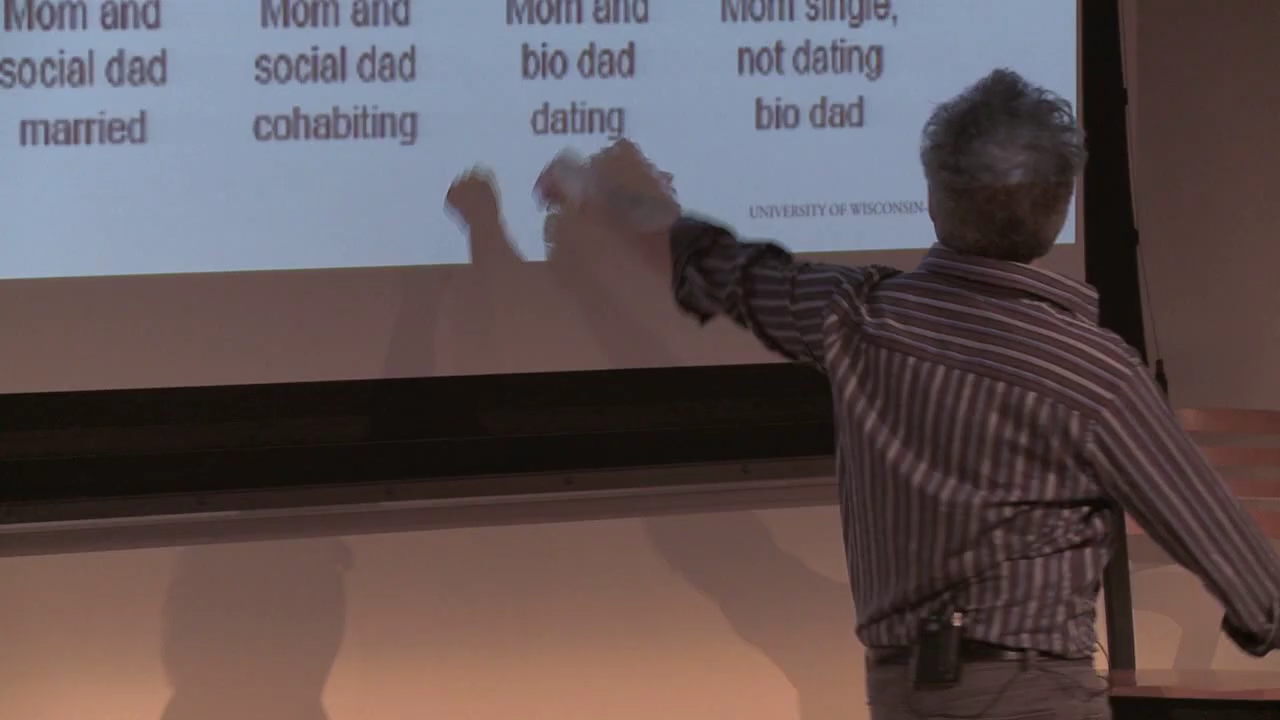 Mom and
social dad
married
Mom and
social dad
cohabiting
Mom and
bio dad
dating
Mom single,
not dating
bio dad
UNIVERSITY OF WISCONSIN-